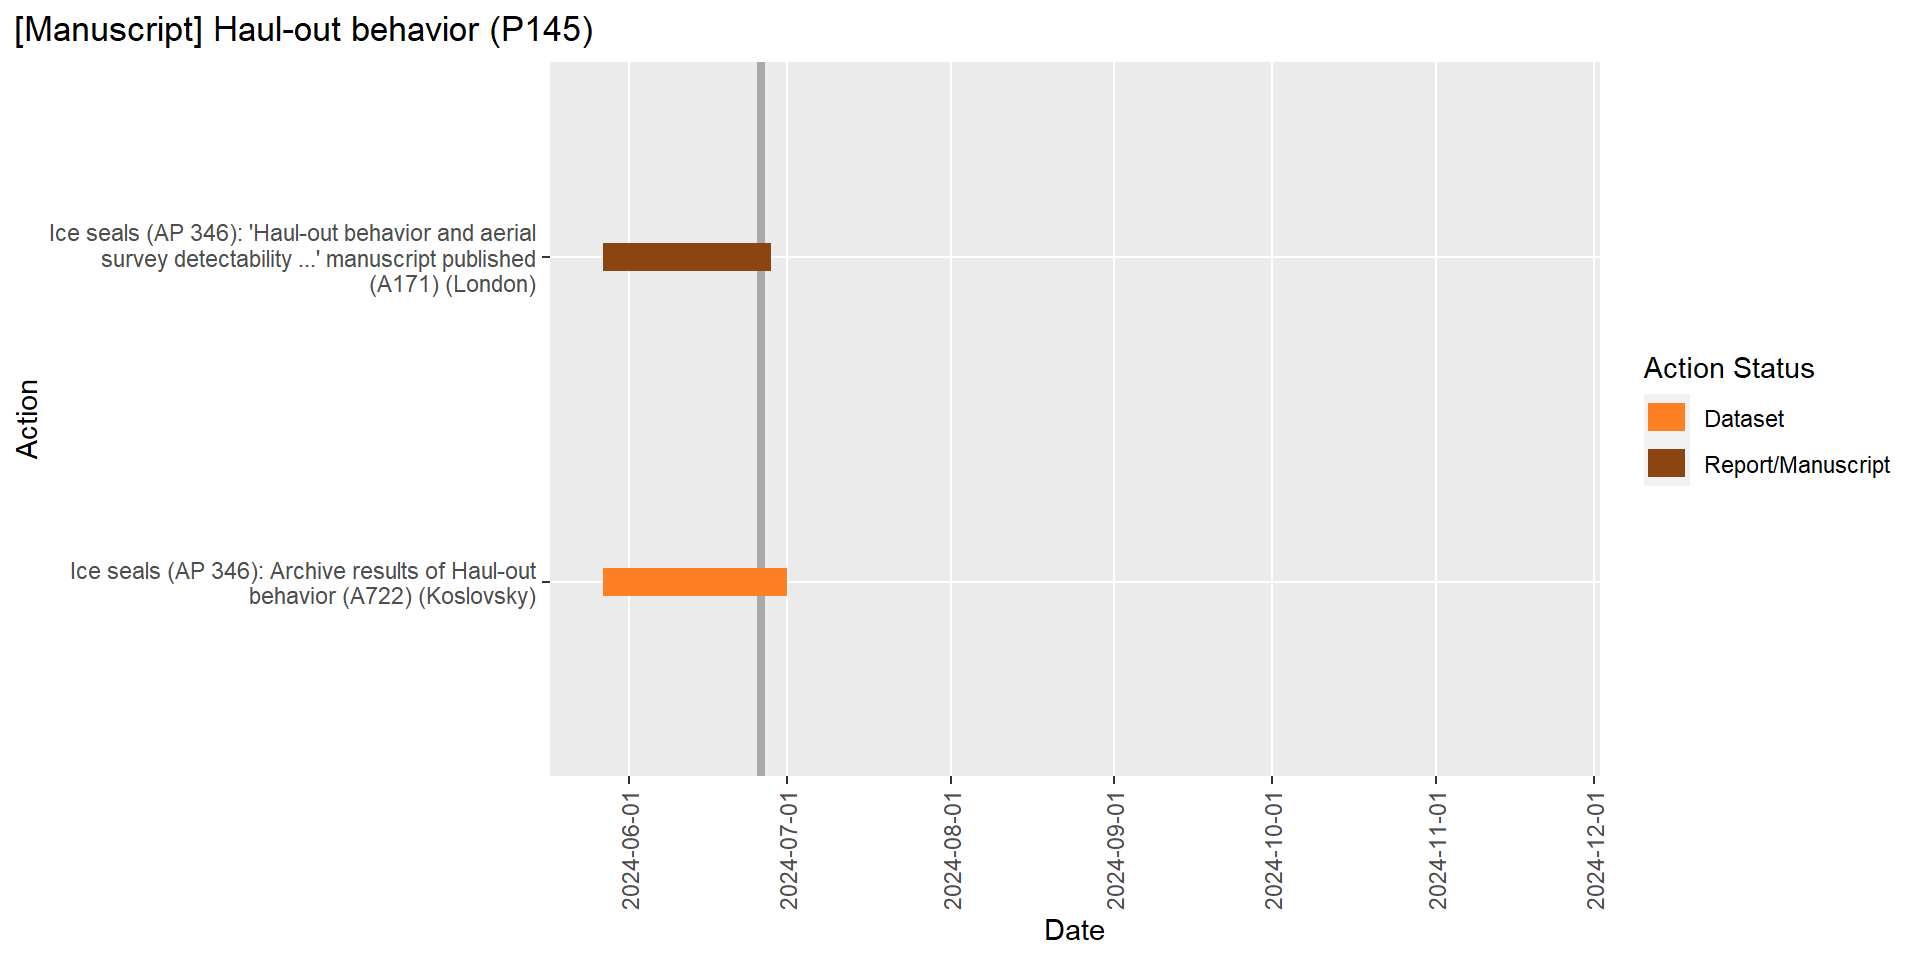 [Manuscript] Haul-out behavior (P145)
Ice seals (AP 346): 'Haul-out behavior and aerial
survey detectability ...' manuscript published
(A171) (London)
Ice seals (AP 346): Archive results of Haul-out
behavior (A722) (Koslovsky)
Action
2024-06-01
2024-07-01
2024-08-01
2024-09-01
2024-10-01
2024-11-01
2024-12-01
Date
Action Status
Dataset
Report/Manuscript